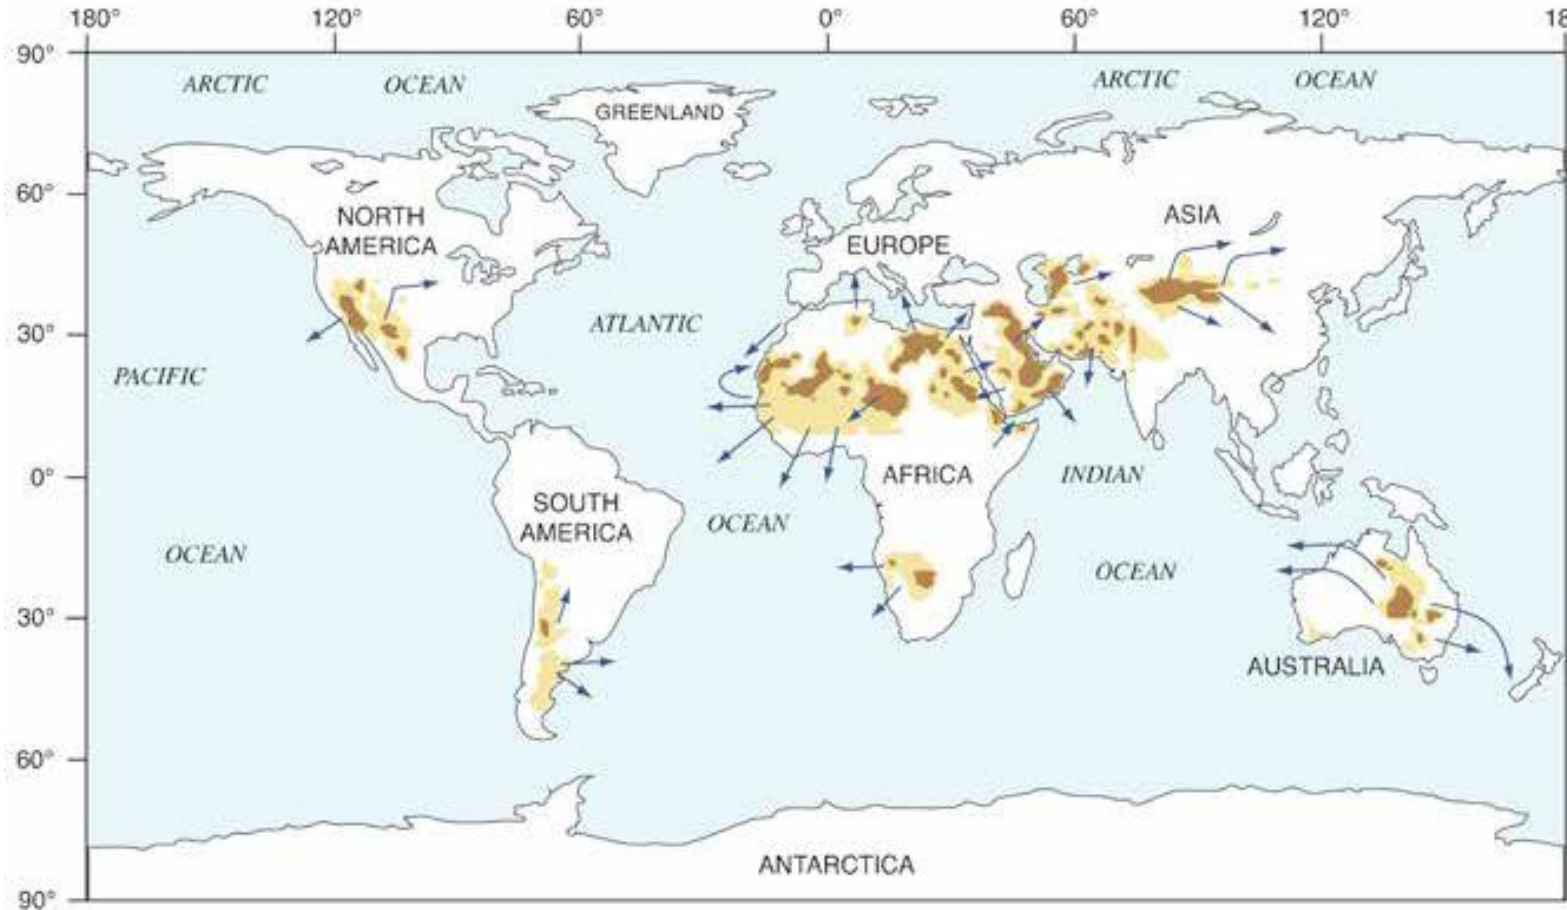 180° 120° 60° 0° 60° 120° 18
90°
ARCTIC OCEAN ARCTIC OCEAN
GREENLAND
60°
NORTH
AMERICA
ASIA
EUROPE
ATLANTIC
30°
PACIFIC
0°
AFRICA
INDIAN
SOUTH
AMERICA
OCEAN
OCEAN
OCEAN
30°
AUSTRALIA
60°
ANTARCTICA
90°